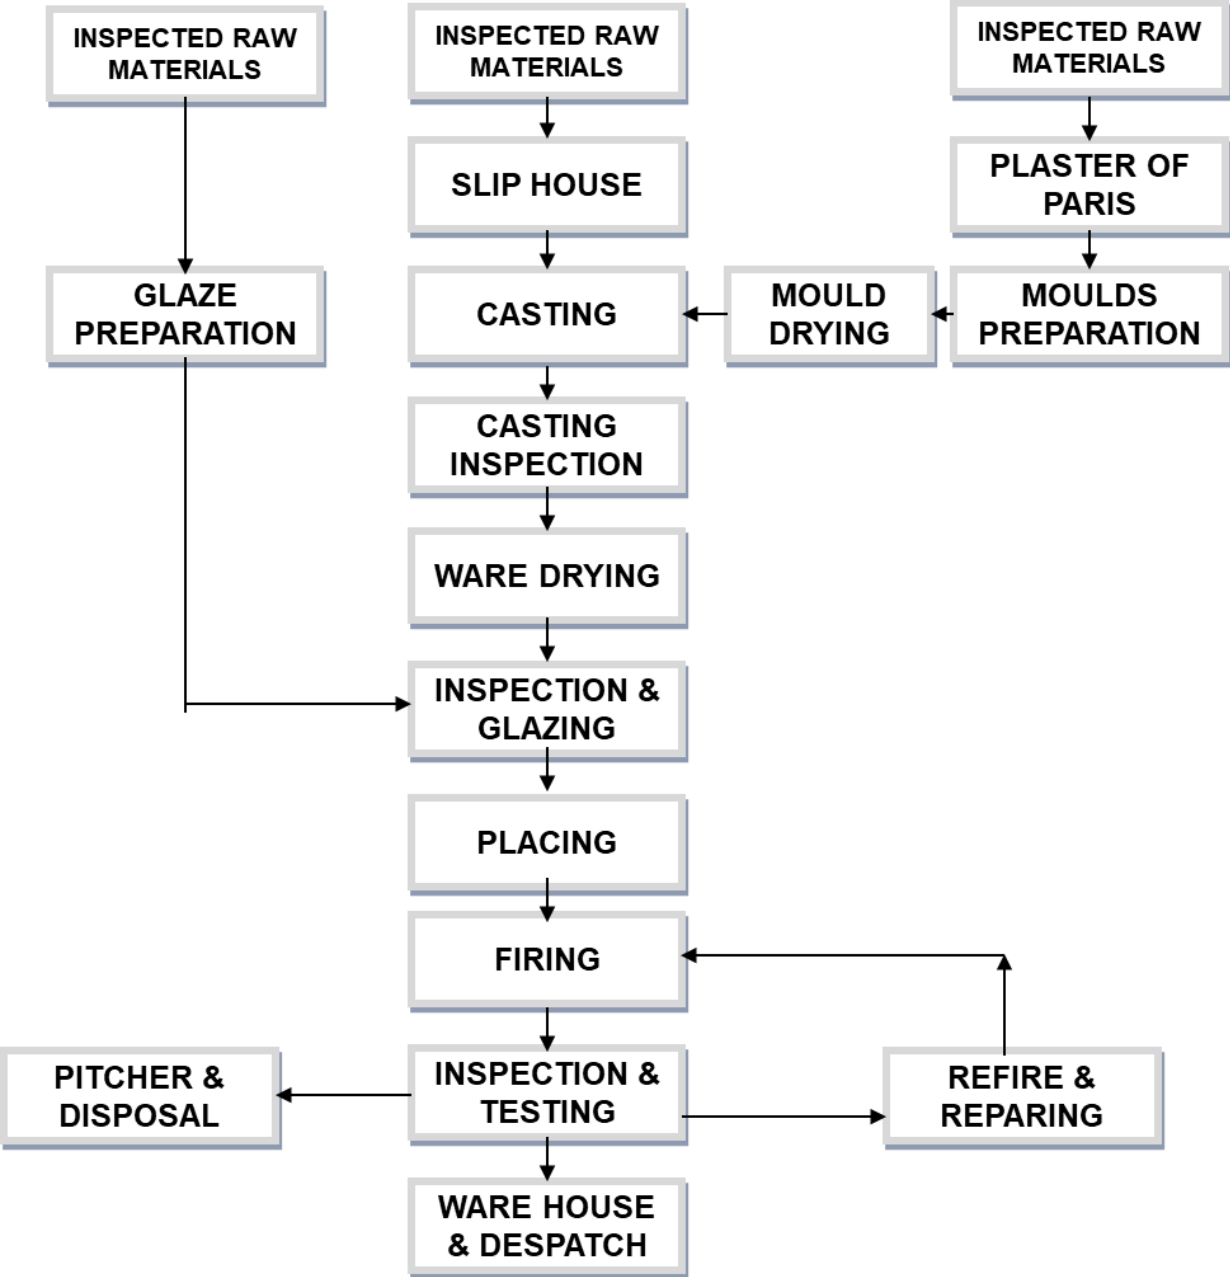 INSPECTED RAW
MATERIALS
INSPECTED RAW
MATERIALS
INSPECTED RAW
MATERIALS
SLIP HOUSE
PLASTER OF
PARIS
GLAZE
PREPARATION
CASTING
MOULD
DRYING
MOULDS
PREPARATION
CASTING
INSPECTION
WARE DRYING
INSPECTION &
GLAZING
PLACING
FIRING
PITCHER &
DISPOSAL
INSPECTION &
TESTING
REFIRE &
REPARING
WARE HOUSE
& DESPATCH